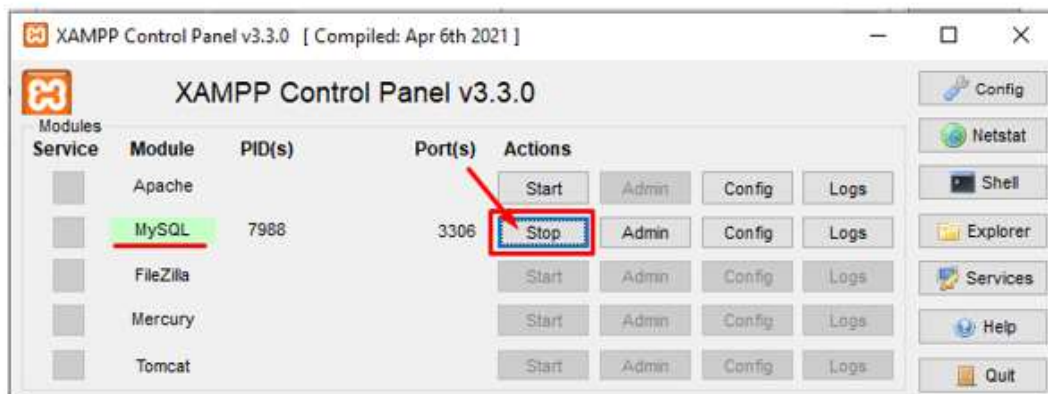 XAMPP Control Panel v3.3.0 [ Compiled: Apr 6th 2021 ]
XAMPP Control Panel v3.3.0
Modules
Service Module PID(s) Port(s) Actions
Apache Start Admin Config Logs
MySQL 7988 3306 Stop Admin Config Logs
FileZilla Start Admin Config Logs
Mercury Start Admin Config Logs
Tomcat Start Admin Config Logs
Config
Netstat
Shell
Explorer
Services
Help
Quit